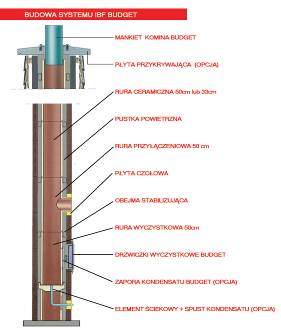 BUDOWA SYSTEMU IBF BUDGET
MANKIET KOMINA BUDGET
PŁYTA PRZYKRYWAJĄCA (OPCJA)
RURA CERAMICZNA 50cm lub 33cm
PUSTKA POWIETRZNA
RURA PRZYŁĄCZENIOWA 50 cm
PŁYTA CZOŁOWA
OBEJMA STABILIZUJĄCA
RURA WYCZYSTKOWA 50cm
DRZWICZKI WYCZYSTKOWE BUDGET
ZAPORA KONDENSATU BUDGET (OPCJA)
ELEMENT ŚCIEKOWY + SPUST KONDENSATU (OPCJA)